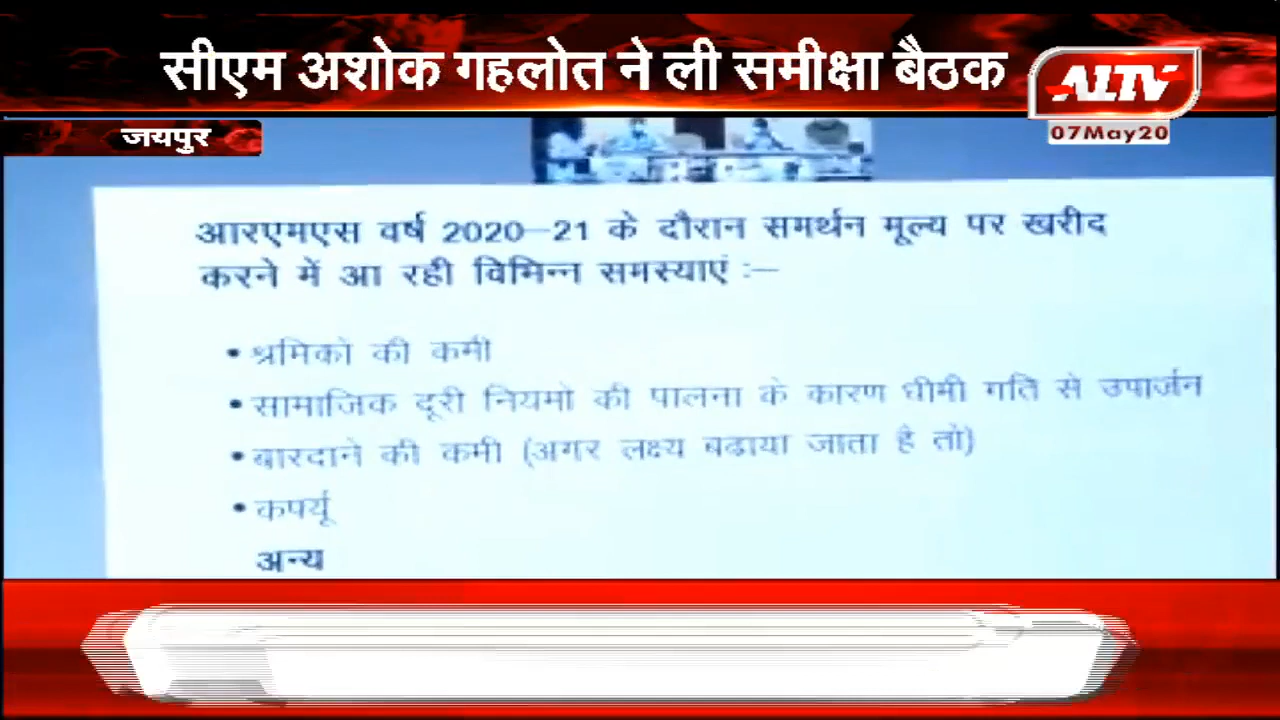 सीएम अशोक गहलोत ने ली समीक्षा बैठक
ALTV
07May20
जयपुर
आरएमएस वर्ष 2020–21 के दौरान समर्थन मूल्य पर खरीद
करने में आ रही विभिन्न समस्याएं :–
• श्रमिको की कमी
• सामाजिक दूरी नियमो की पालना के कारण धीमी गति से उपार्जन
• बारदाने की कमी (अगर लक्ष्य बढाया जाता है तो)
• कर्फ्यू
अन्य